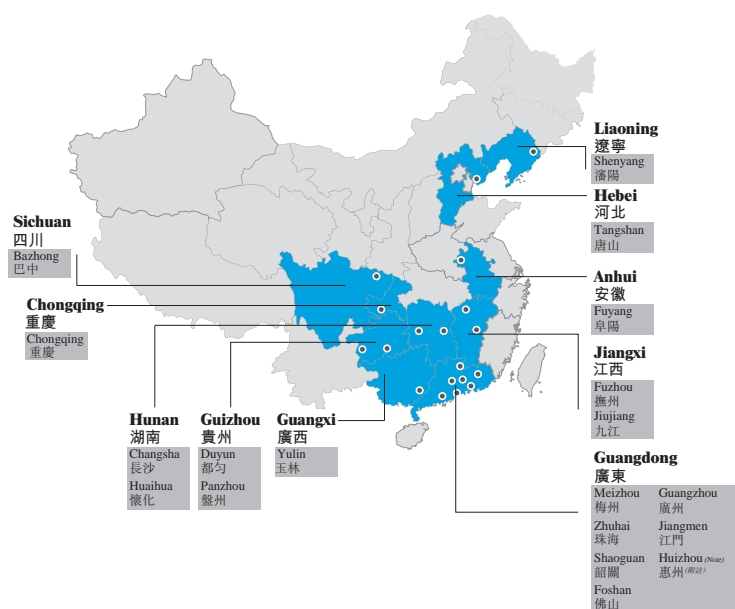 Liaoning
遼寧
Shenyang
瀋陽
Hebei
河北
Tangshan
唐山
Sichuan
四川
Bazhong
巴中
Anhui
安徽
Fuyang
阜陽
Chongqing
重慶
Chongqing
重慶
Jiangxi
江西
Fuzhou
撫州
Jiujiang
九江
Hunan
湖南
Changsha
長沙
Huaihua
懷化
Guizhou
貴州
Duyun
都勻
Panzhou
盤州
Guangxi
廣西
Yulin
玉林
Guangdong
廣東
Meizhou Guangzhou
梅州 廣州
Zhuhai Jiangmen
珠海 江門
Shaoguan Huizhou (Note)
韶關 惠州(附註)
Foshan
佛山